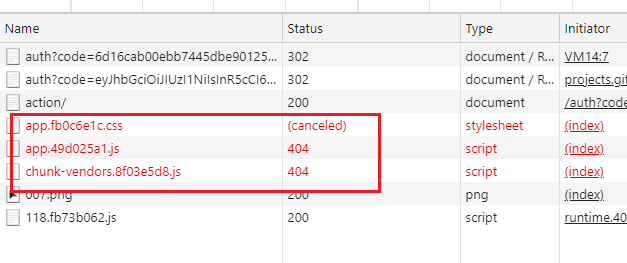 Name Status Type Initiator
auth?code=6d16cab00ebb7445dbe90125... 302 document / R... VM14:7
auth?code=eyJhbGciOiJIUzI1NiIsInR5cCI6... 302 document / R... projects.git
action/ 200 document /auth?code
app.fb0c6e1c.css (canceled) stylesheet (index)
app.49d025a1.js 404 script (index)
chunk-vendors.8f03e5d8.js 404 script (index)
007.png 200 png (index)
118.fb73b062.js 200 script runtime.40